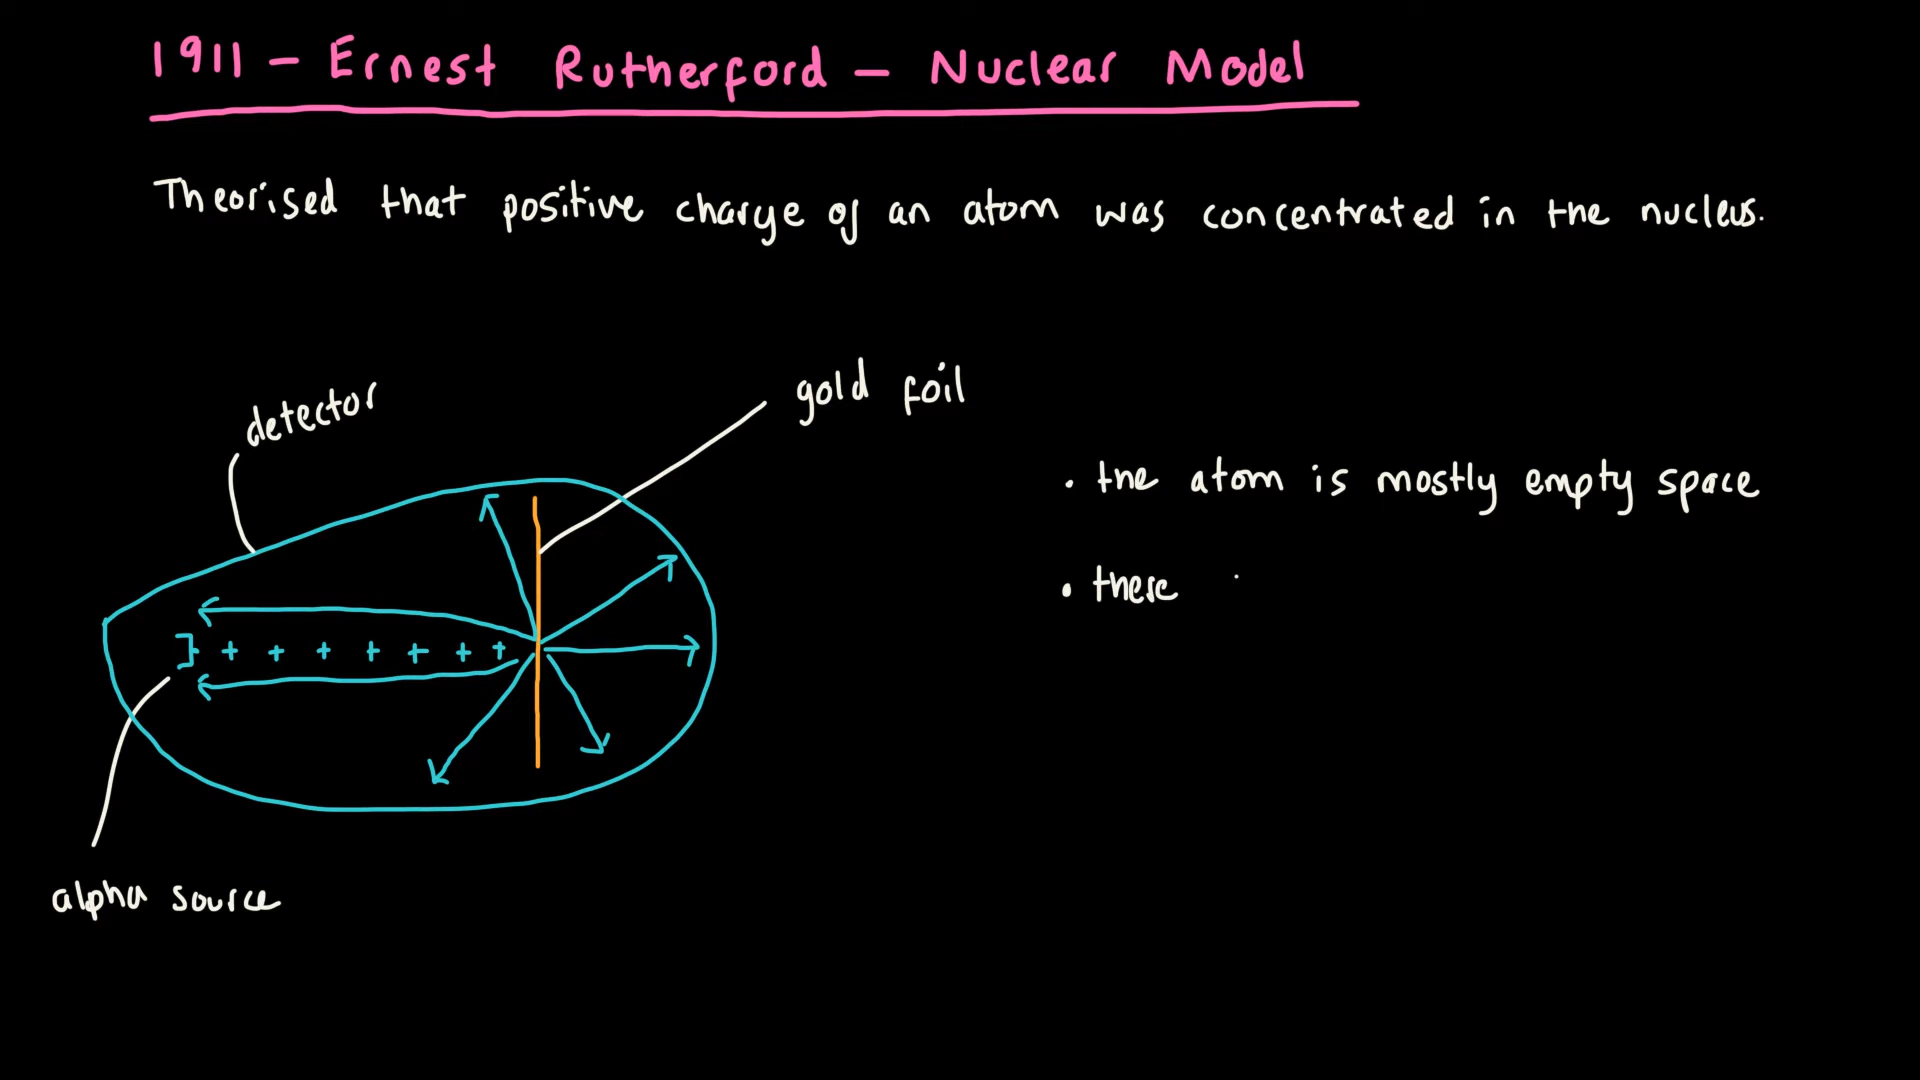 1911 - Ernest Rutherford - Nuclear Model
Theorised that positive charge of an atom was concentrated in the nucleus.
detector
gold foil
• the atom is mostly empty space
• there
] + + + + + + +
alpha source